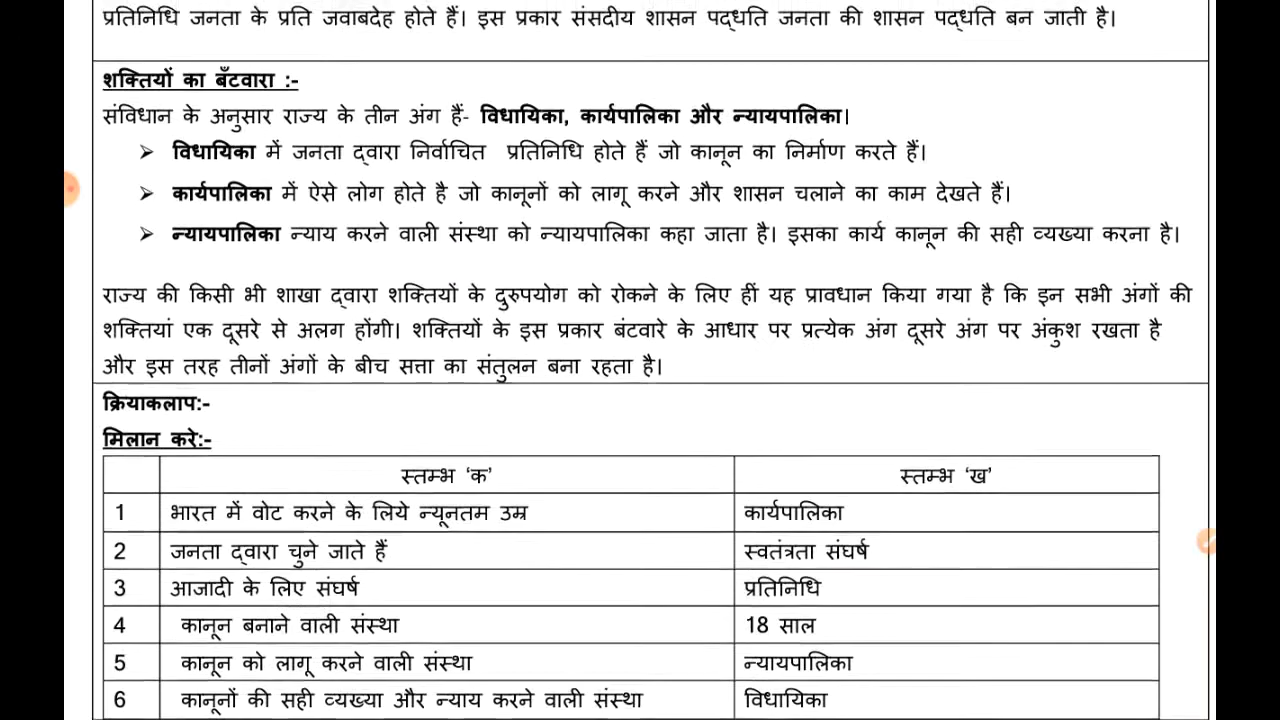 प्रतिनिधि जनता के प्रति जवाबदेह होते हैं। इस प्रकार संसदीय शासन पद्धति जनता की शासन पद्धति बन जाती है।
शक्तियों का बँटवारा :-
संविधान के अनुसार राज्य के तीन अंग हैं- विधायिका, कार्यपालिका और न्यायपालिका।
➢ विधायिका में जनता द्वारा निर्वाचित प्रतिनिधि होते हैं जो कानून का निर्माण करते हैं।
➢ कार्यपालिका में ऐसे लोग होते है जो कानूनों को लागू करने और शासन चलाने का काम देखते हैं।
➢ न्यायपालिका न्याय करने वाली संस्था को न्यायपालिका कहा जाता है। इसका कार्य कानून की सही व्यख्या करना है।
राज्य की किसी भी शाखा द्वारा शक्तियों के दुरुपयोग को रोकने के लिए हीं यह प्रावधान किया गया है कि इन सभी अंगों की
शक्तियां एक दूसरे से अलग होंगी। शक्तियों के इस प्रकार बंटवारे के आधार पर प्रत्येक अंग दूसरे अंग पर अंकुश रखता है
और इस तरह तीनों अंगों के बीच सत्ता का संतुलन बना रहता है।
क्रियाकलाप:-
मिलान करे:-
स्तम्भ ‘क’ स्तम्भ ‘ख’
1 भारत में वोट करने के लिये न्यूनतम उम्र कार्यपालिका
2 जनता द्वारा चुने जाते हैं स्वतंत्रता संघर्ष
3 आजादी के लिए संघर्ष प्रतिनिधि
4 कानून बनाने वाली संस्था 18 साल
5 कानून को लागू करने वाली संस्था न्यायपालिका
6 कानूनों की सही व्यख्या और न्याय करने वाली संस्था विधायिका